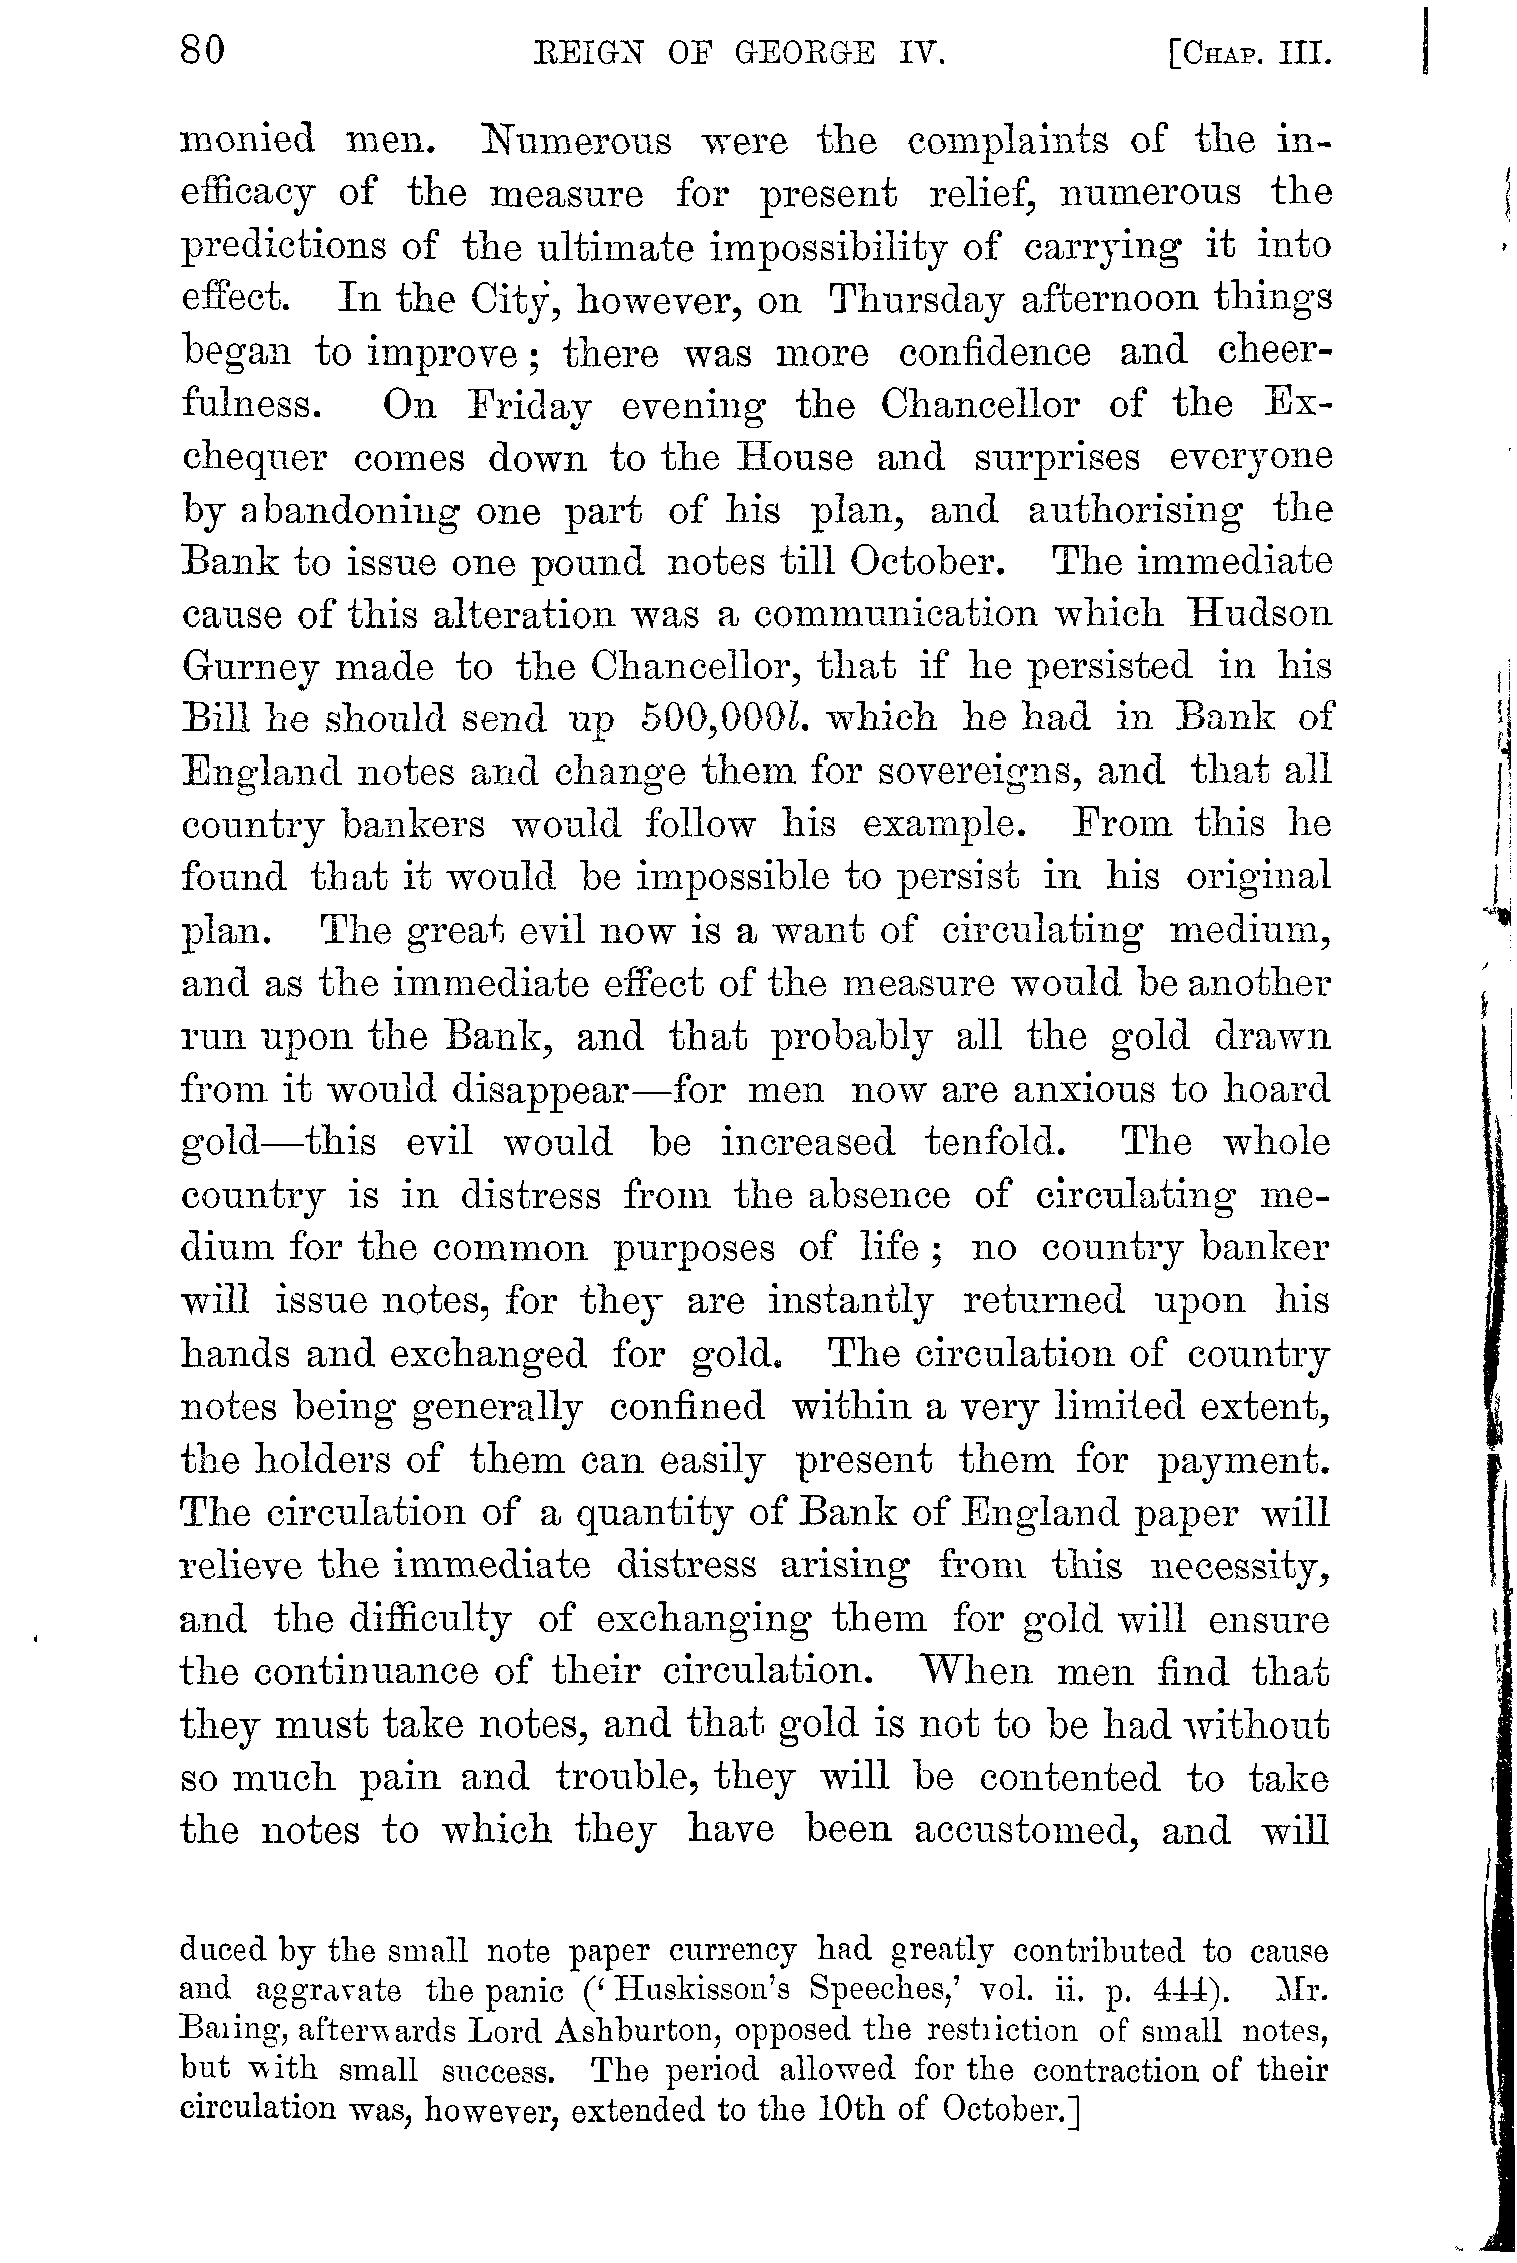 80 REIGN OF GEORGE IV. [CHAP. III.
monied men. Numerous were the complaints of the in-
efficacy of the measure for present relief, numerous the
predictions of the ultimate impossibility of carrying it into
effect. In the City, however, on Thursday afternoon things
began to improve; there was more confidence and cheer-
fulness. On Friday evening the Chancellor of the Ex-
chequer comes down to the House and surprises everyone
by abandoning one part of his plan, and authorising the
Bank to issue one pound notes till October. The immediate
cause of this alteration was a communication which Hudson
Gurney made to the Chancellor, that if he persisted in his
Bill he should send up 500,000l. which he had in Bank of
England notes and change them for sovereigns, and that all
country bankers would follow his example. From this he
found that it would be impossible to persist in his original
plan. The great evil now is a want of circulating medium,
and as the immediate effect of the measure would be another
run upon the Bank, and that probably all the gold drawn
from it would disappear—for men now are anxious to hoard
gold—this evil would be increased tenfold. The whole
country is in distress from the absence of circulating me-
dium for the common purposes of life; no country banker
will issue notes, for they are instantly returned upon his
hands and exchanged for gold. The circulation of country
notes being generally confined within a very limited extent,
the holders of them can easily present them for payment.
The circulation of a quantity of Bank of England paper will
relieve the immediate distress arising from this necessity,
and the difficulty of exchanging them for gold will ensure
the continuance of their circulation. When men find that
they must take notes, and that gold is not to be had without
so much pain and trouble, they will be contented to take
the notes to which they have been accustomed, and will
duced by the small note paper currency had greatly contributed to cause
and aggravate the panic ('Huskisson's Speeches,' vol. ii. p. 444). Mr.
Baring, afterwards Lord Ashburton, opposed the restriction of small notes,
but with small success. The period allowed for the contraction of their
circulation was, however, extended to the 10th of October.]